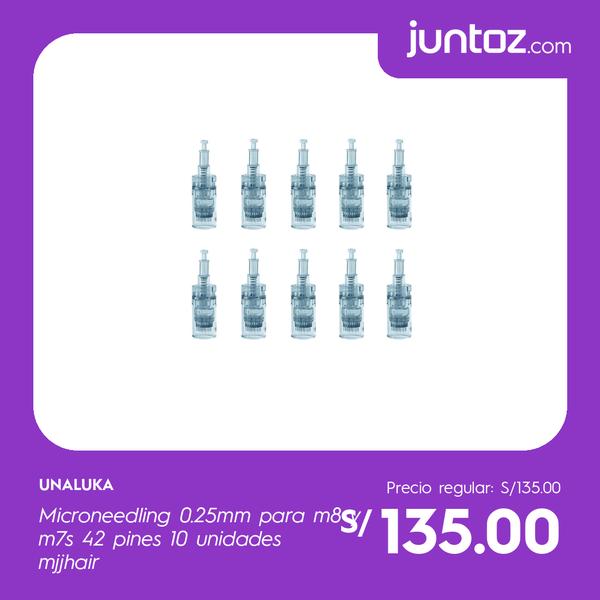 juntoz.com
UNALUKA
Precio regular: S/135.00
Microneedling 0.25mm para m8 y
S/ 135.00
m7s 42 pines 10 unidades
mjjhair